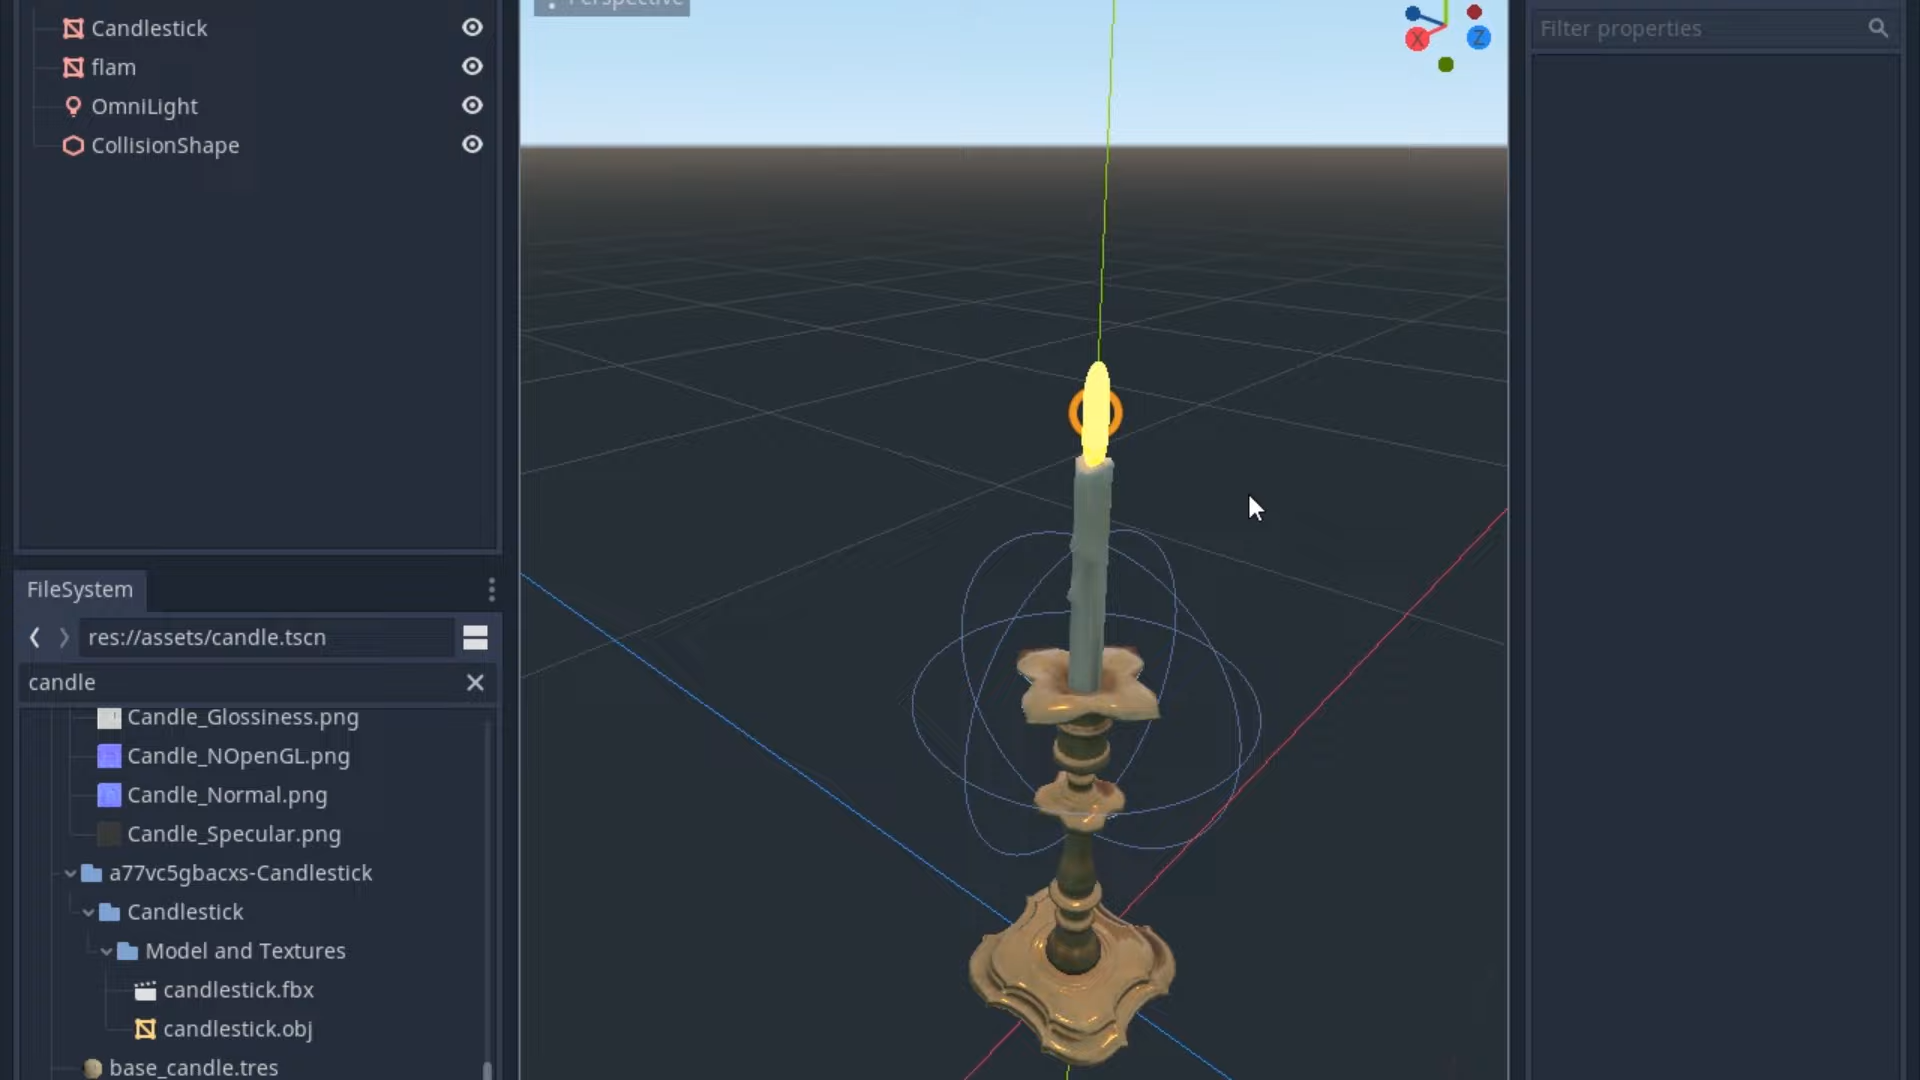 Perspective
Candlestick
flam
OmniLight
CollisionShape
Filter properties
X
Z
FileSystem
res://assets/candle.tscn
candle
Candle_Glossiness.png
Candle_NOpenGL.png
Candle_Normal.png
Candle_Specular.png
a77vc5gbacxs-Candlestick
Candlestick
Model and Textures
candlestick.fbx
candlestick.obj
base_candle.tres